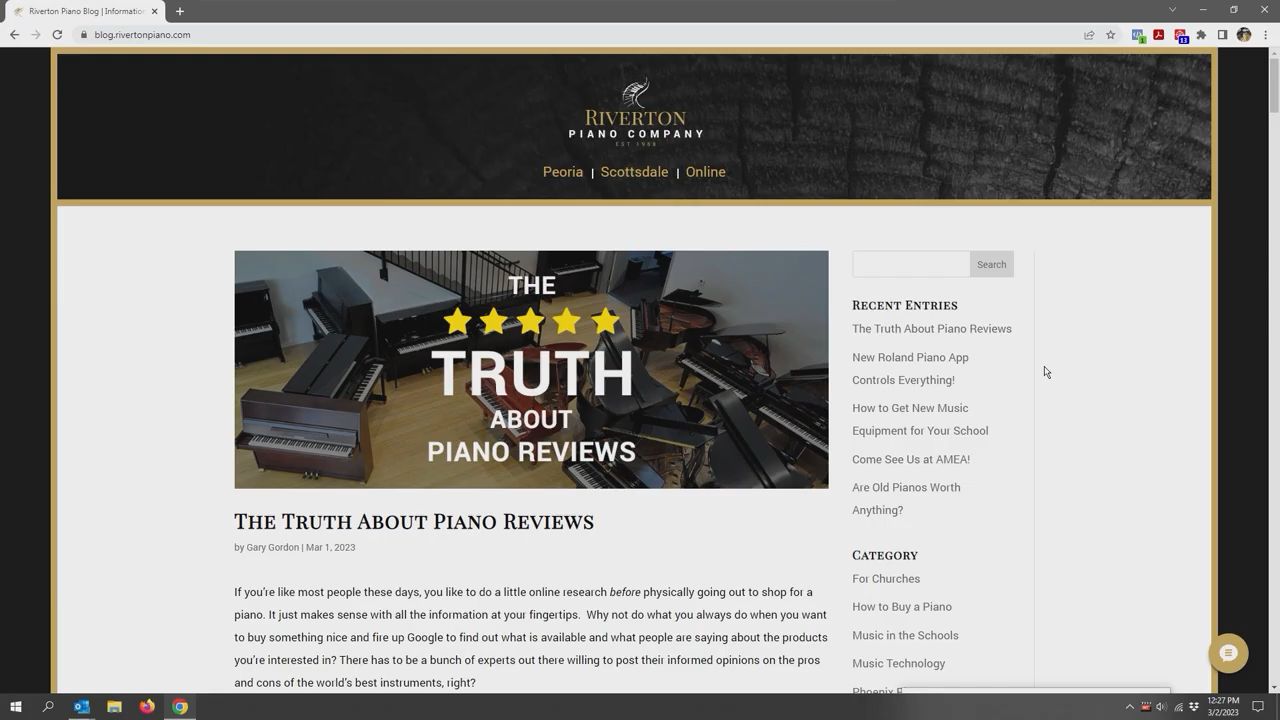 Riverton Piano Blog | Information
blog.rivertonpiano.com
1
13
RIVERTON
PIANO COMPANY
EST 1988
Peoria | Scottsdale | Online
THE
TRUTH
ABOUT
PIANO REVIEWS
THE TRUTH ABOUT PIANO REVIEWS
by Gary Gordon | Mar 1, 2023
If you're like most people these days, you like to do a little online research before physically going out to shop for a
piano. It just makes sense with all the information at your fingertips. Why not do what you always do when you want
to buy something nice and fire up Google to find out what is available and what people are saying about the products
you're interested in? There has to be a bunch of experts out there willing to post their informed opinions on the pros
and cons of the world's best instruments, right?
Search
RECENT ENTRIES
The Truth About Piano Reviews
New Roland Piano App
Controls Everything!
How to Get New Music
Equipment for Your School
Come See Us at AMEA!
Are Old Pianos Worth
Anything?
CATEGORY
For Churches
How to Buy a Piano
Music in the Schools
Music Technology
12:27 PM
3/2/2023